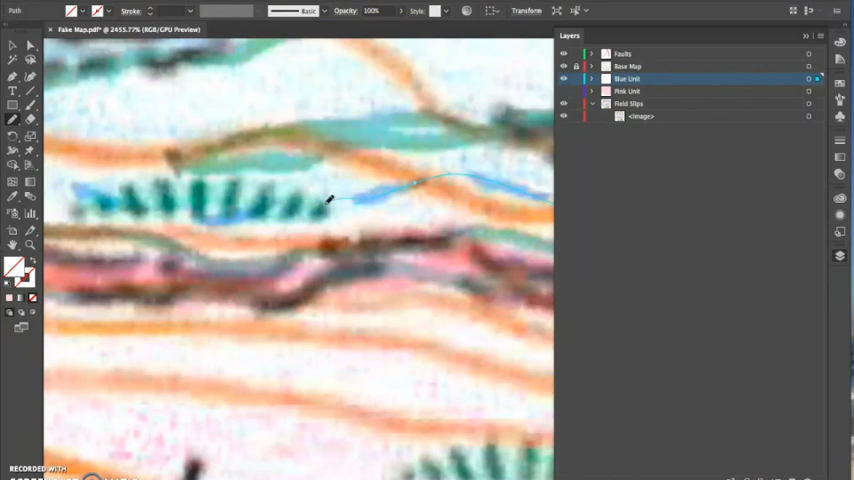 Path
Stroke:
Basic
Opacity: 100%
Style:
Transform
Fake Map.pdf* @ 2455.77% (RGB/GPU Preview)
Layers
Faults
Base Map
Blue Unit
Pink Unit
Field Slips
<Image>
RECORDED WITH